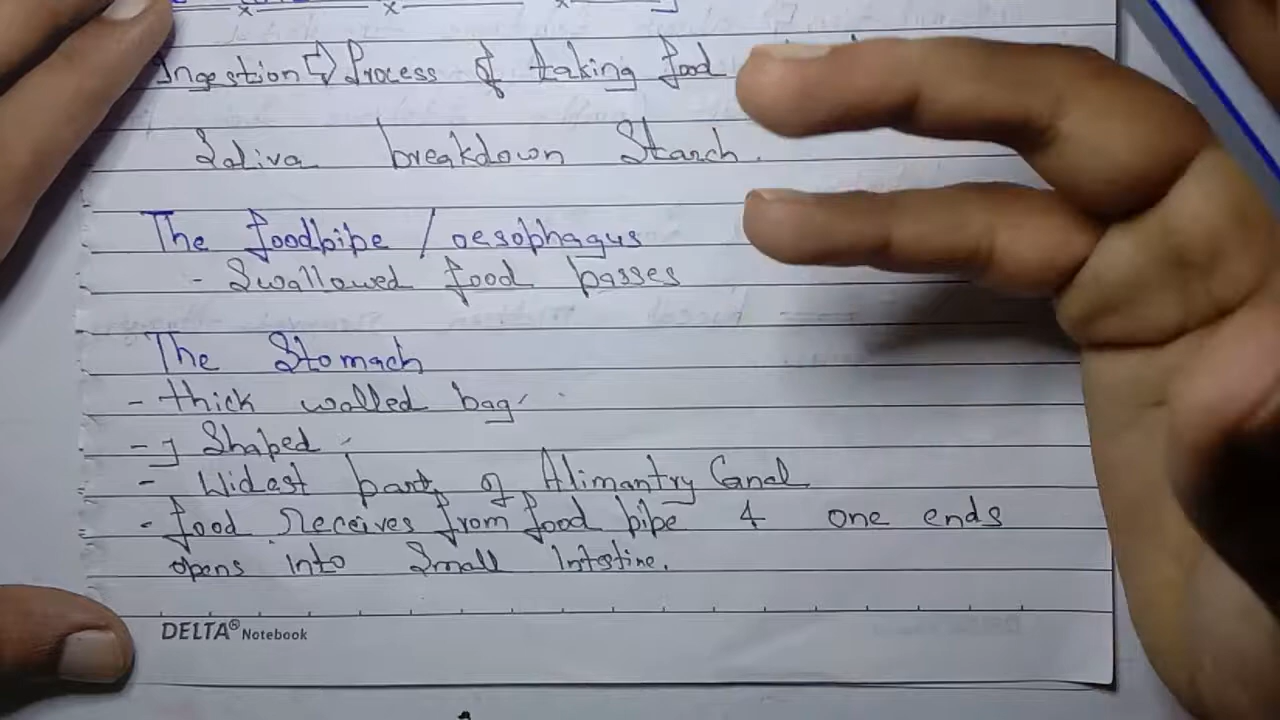 Ingestion ⇒ Process of taking food
Saliva breakdown Starch.
The foodpipe / oesophagus
- Swallowed food passes
The Stomach
- thick walled bag
- J Shaped
- Widest part of Alimantry Canal
- food Receives from food pipe & one ends
opens into Small Intestine.
DELTA® Notebook